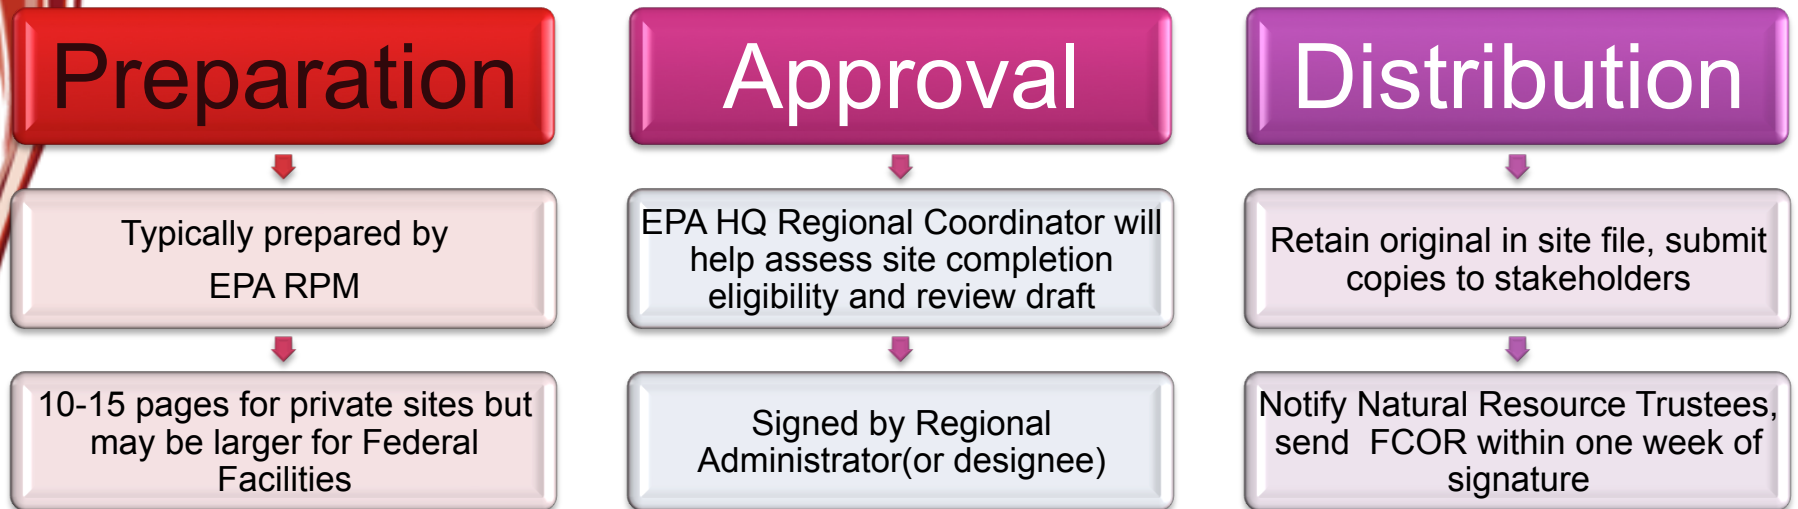 Preparation
Typically prepared by
EPA RPM
10-15 pages for private sites but
may be larger for Federal
Facilities
Approval
EPA HQ Regional Coordinator will
help assess site completion
eligibility and review draft
Signed by Regional
Administrator(or designee)
Distribution
Retain original in site file, submit
copies to stakeholders
Notify Natural Resource Trustees,
send FCOR within one week of
signature